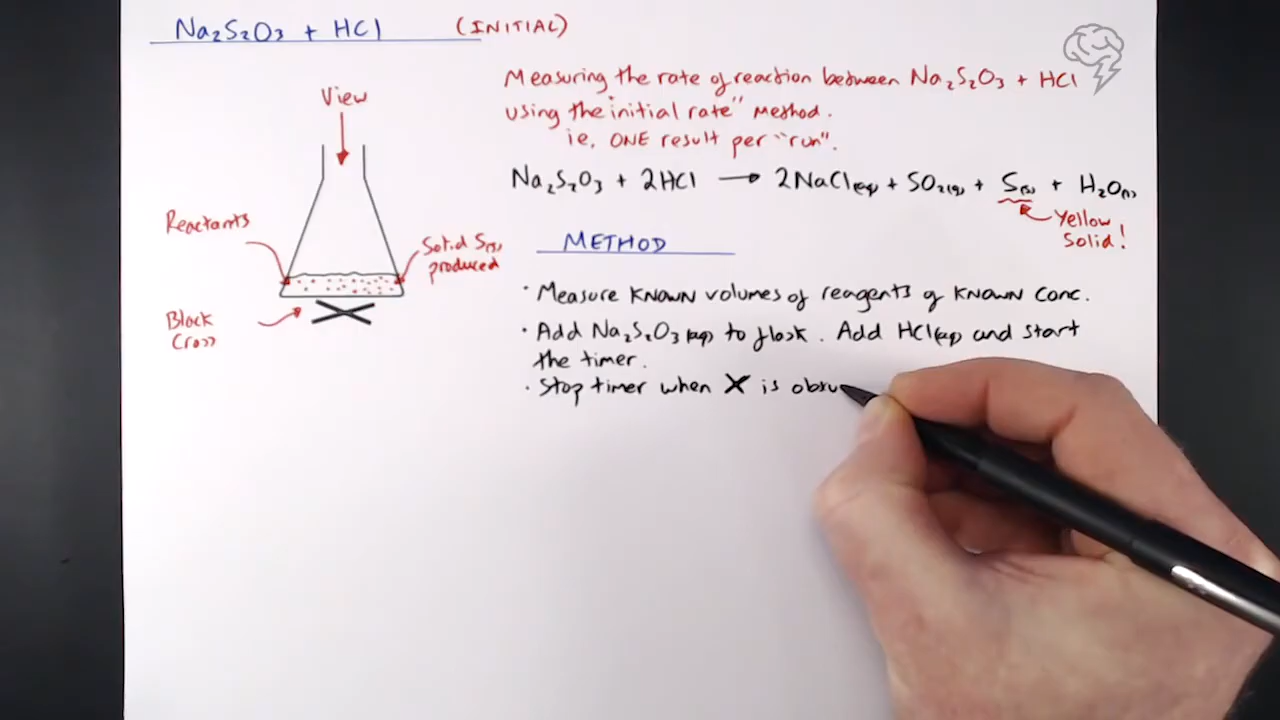 Na₂S₂O₃ + HCl (INITIAL)
Measuring the rate of reaction between Na₂S₂O₃ + HCl
using the "initial rate" method.
ie, ONE result per "run".
Na₂S₂O₃ + 2HCl → 2NaCl(aq) + SO₂(g) + S(s) + H₂O(l)
Yellow
Solid!
View
Reactants
Solid S(s)
produced
Black
Cross
METHOD
· Measure KNOWN volumes of reagents of KNOWN conc.
· Add Na₂S₂O₃(aq) to flask. Add HCl(aq) and start
the timer.
· Stop timer when X is obscu